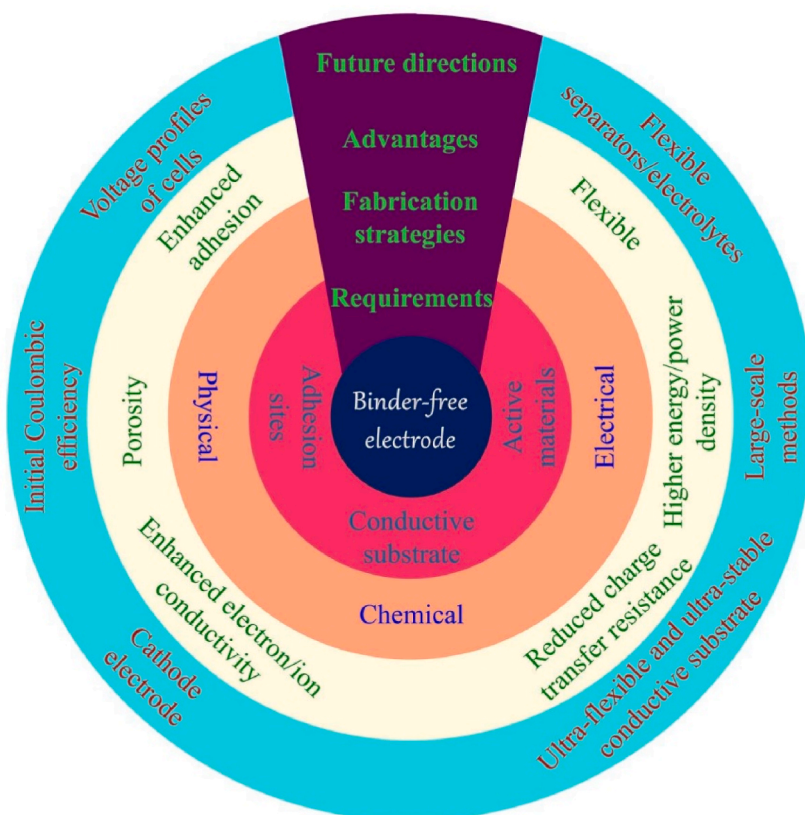 Future directions
Advantages
Fabrication
strategies
Requirements
Binder-free
electrode
Adhesion
sites
Conductive
substrate
Active
materials
Physical
Chemical
Electrical
Enhanced
adhesion
Porosity
Enhanced electron/ion
conductivity
Reduced charge
transfer resistance
Higher energy/power
density
Flexible
Voltage profiles
of cells
Initial Coulombic
efficiency
Cathode
electrode
Ultra-flexible and ultra-stable
conductive substrate
Large-scale
methods
Flexible
separators/electrolytes